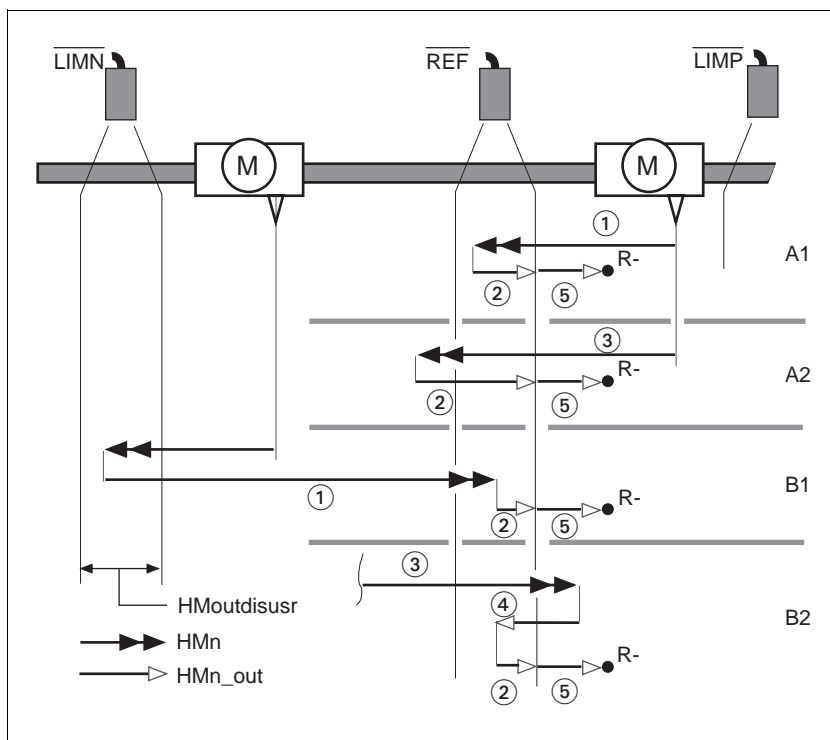 LIMN REF LIMP
M M
1
R- A1
2 5
3
R- A2
2 5
1 R- B1
2 5
3
HMoutdisusr 4 B2
HMn
R-
HMn_out 2 5